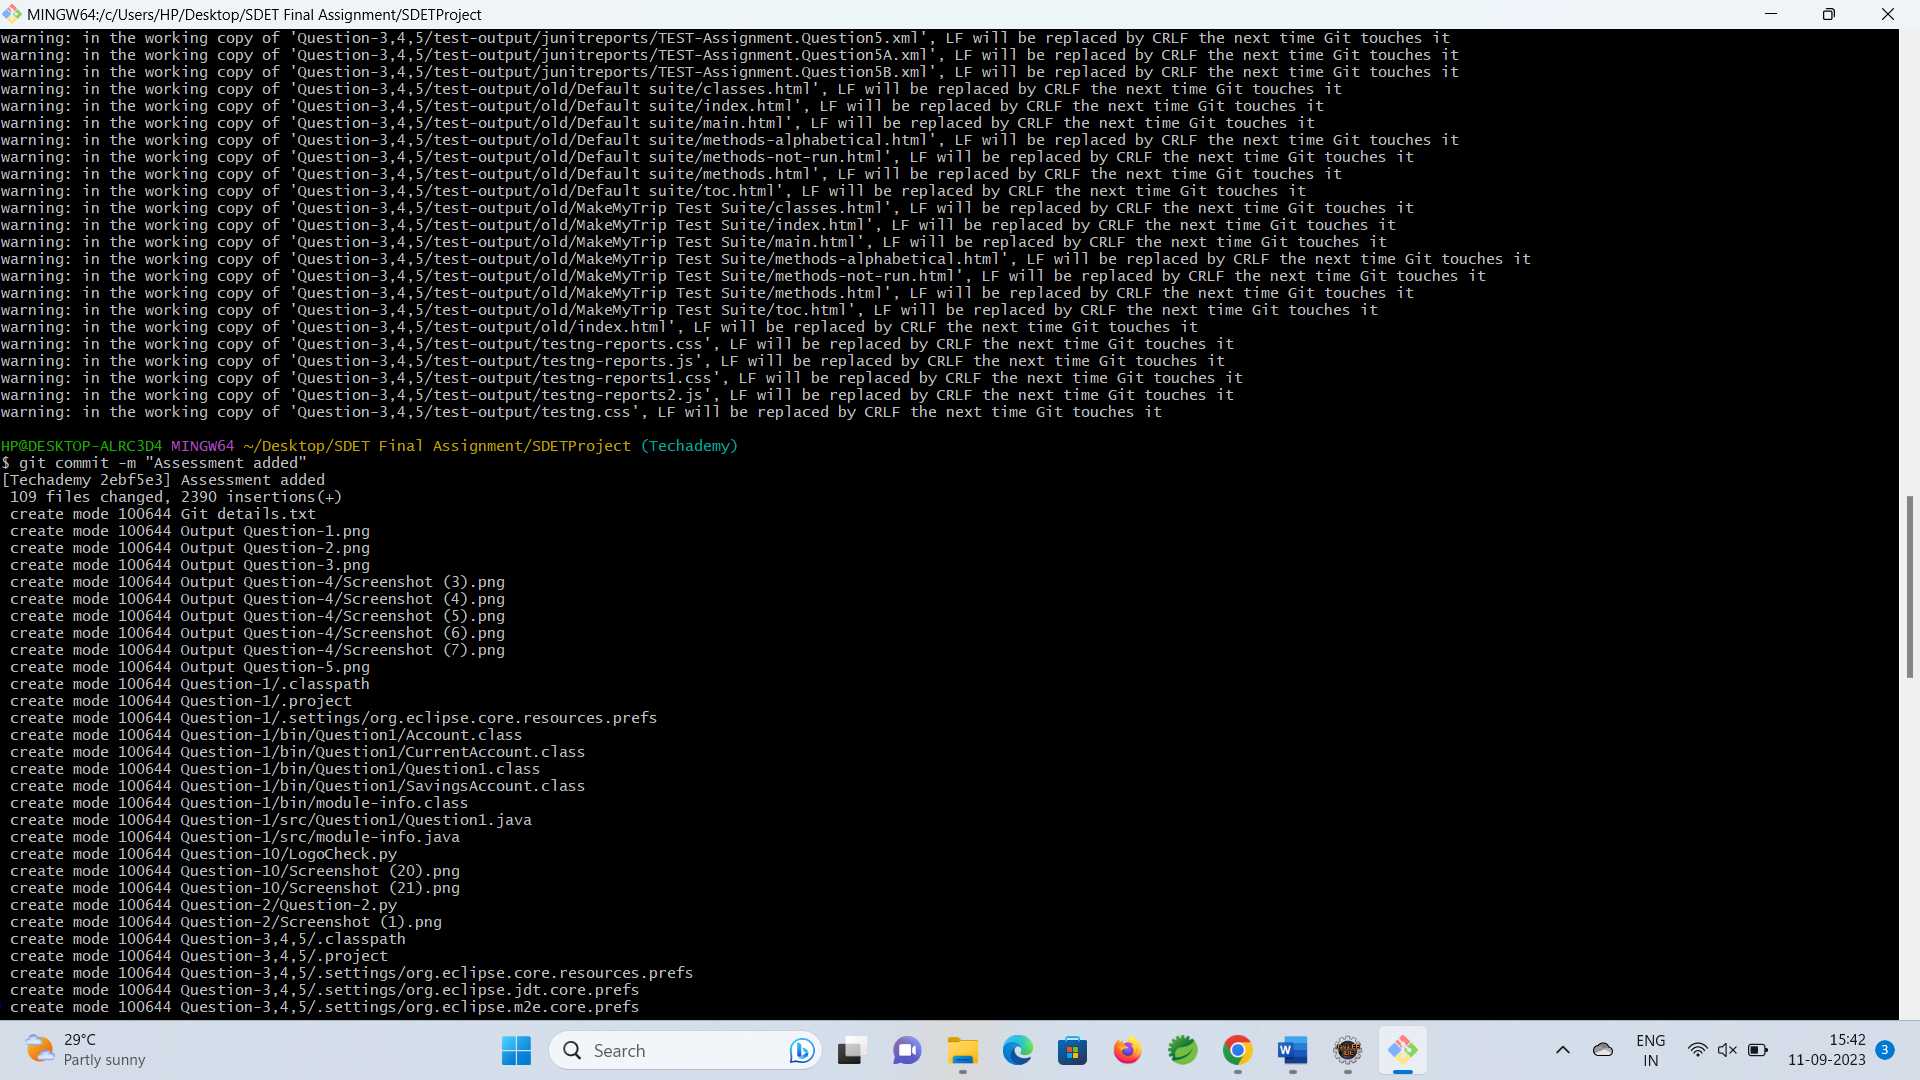 MINGW64:/c/Users/HP/Desktop/SDET Final Assignment/SDETProject
warning: in the working copy of 'Question-3,4,5/test-output/junitreports/TEST-Assignment.Question5.xml', LF will be replaced by CRLF the next time Git touches it
warning: in the working copy of 'Question-3,4,5/test-output/junitreports/TEST-Assignment.Question5A.xml', LF will be replaced by CRLF the next time Git touches it
warning: in the working copy of 'Question-3,4,5/test-output/junitreports/TEST-Assignment.Question5B.xml', LF will be replaced by CRLF the next time Git touches it
warning: in the working copy of 'Question-3,4,5/test-output/old/Default suite/classes.html', LF will be replaced by CRLF the next time Git touches it
warning: in the working copy of 'Question-3,4,5/test-output/old/Default suite/index.html', LF will be replaced by CRLF the next time Git touches it
warning: in the working copy of 'Question-3,4,5/test-output/old/Default suite/main.html', LF will be replaced by CRLF the next time Git touches it
warning: in the working copy of 'Question-3,4,5/test-output/old/Default suite/methods-alphabetical.html', LF will be replaced by CRLF the next time Git touches it
warning: in the working copy of 'Question-3,4,5/test-output/old/Default suite/methods-not-run.html', LF will be replaced by CRLF the next time Git touches it
warning: in the working copy of 'Question-3,4,5/test-output/old/Default suite/methods.html', LF will be replaced by CRLF the next time Git touches it
warning: in the working copy of 'Question-3,4,5/test-output/old/Default suite/toc.html', LF will be replaced by CRLF the next time Git touches it
warning: in the working copy of 'Question-3,4,5/test-output/old/MakeMyTrip Test Suite/classes.html', LF will be replaced by CRLF the next time Git touches it
warning: in the working copy of 'Question-3,4,5/test-output/old/MakeMyTrip Test Suite/index.html', LF will be replaced by CRLF the next time Git touches it
warning: in the working copy of 'Question-3,4,5/test-output/old/MakeMyTrip Test Suite/main.html', LF will be replaced by CRLF the next time Git touches it
warning: in the working copy of 'Question-3,4,5/test-output/old/MakeMyTrip Test Suite/methods-alphabetical.html', LF will be replaced by CRLF the next time Git touches it
warning: in the working copy of 'Question-3,4,5/test-output/old/MakeMyTrip Test Suite/methods-not-run.html', LF will be replaced by CRLF the next time Git touches it
warning: in the working copy of 'Question-3,4,5/test-output/old/MakeMyTrip Test Suite/methods.html', LF will be replaced by CRLF the next time Git touches it
warning: in the working copy of 'Question-3,4,5/test-output/old/MakeMyTrip Test Suite/toc.html', LF will be replaced by CRLF the next time Git touches it
warning: in the working copy of 'Question-3,4,5/test-output/old/index.html', LF will be replaced by CRLF the next time Git touches it
warning: in the working copy of 'Question-3,4,5/test-output/testng-reports.css', LF will be replaced by CRLF the next time Git touches it
warning: in the working copy of 'Question-3,4,5/test-output/testng-reports.js', LF will be replaced by CRLF the next time Git touches it
warning: in the working copy of 'Question-3,4,5/test-output/testng-reports1.css', LF will be replaced by CRLF the next time Git touches it
warning: in the working copy of 'Question-3,4,5/test-output/testng-reports2.js', LF will be replaced by CRLF the next time Git touches it
warning: in the working copy of 'Question-3,4,5/test-output/testng.css', LF will be replaced by CRLF the next time Git touches it
HP@DESKTOP-ALRC3D4 MINGW64 ~/Desktop/SDET Final Assignment/SDETProject (Techademy)
$ git commit -m "Assessment added"
[Techademy 2ebf5e3] Assessment added
109 files changed, 2390 insertions(+)
create mode 100644 Git details.txt
create mode 100644 Output Question-1.png
create mode 100644 Output Question-2.png
create mode 100644 Output Question-3.png
create mode 100644 Output Question-4/Screenshot (3).png
create mode 100644 Output Question-4/Screenshot (4).png
create mode 100644 Output Question-4/Screenshot (5).png
create mode 100644 Output Question-4/Screenshot (6).png
create mode 100644 Output Question-4/Screenshot (7).png
create mode 100644 Output Question-5.png
create mode 100644 Question-1/.classpath
create mode 100644 Question-1/.project
create mode 100644 Question-1/.settings/org.eclipse.core.resources.prefs
create mode 100644 Question-1/bin/Question1/Account.class
create mode 100644 Question-1/bin/Question1/CurrentAccount.class
create mode 100644 Question-1/bin/Question1/Question1.class
create mode 100644 Question-1/bin/Question1/SavingsAccount.class
create mode 100644 Question-1/bin/module-info.class
create mode 100644 Question-1/src/Question1/Question1.java
create mode 100644 Question-1/src/module-info.java
create mode 100644 Question-10/LogoCheck.py
create mode 100644 Question-10/Screenshot (20).png
create mode 100644 Question-10/Screenshot (21).png
create mode 100644 Question-2/Question-2.py
create mode 100644 Question-2/Screenshot (1).png
create mode 100644 Question-3,4,5/.classpath
create mode 100644 Question-3,4,5/.project
create mode 100644 Question-3,4,5/.settings/org.eclipse.core.resources.prefs
create mode 100644 Question-3,4,5/.settings/org.eclipse.jdt.core.prefs
create mode 100644 Question-3,4,5/.settings/org.eclipse.m2e.core.prefs
29°C
Partly sunny
Search
ENG
IN
15:42
11-09-2023
3